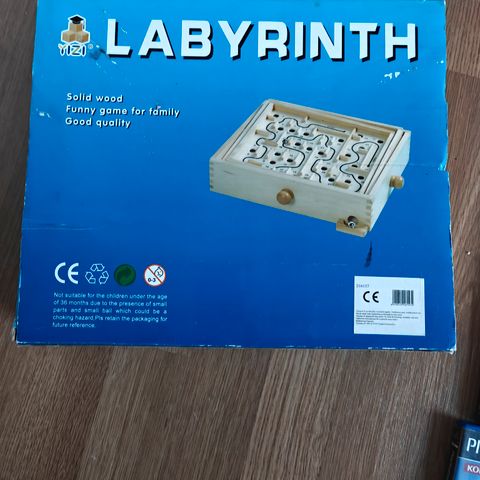 YIZI®
LABYRINTH
Solid wood
Funny game for family
Good quality
CE
0-3
Not suitable for the children under the age
of 36 months due to the presence of small
parts and small ball which could be a
choking hazard.Pls retain the packaging for
future reference.
CE